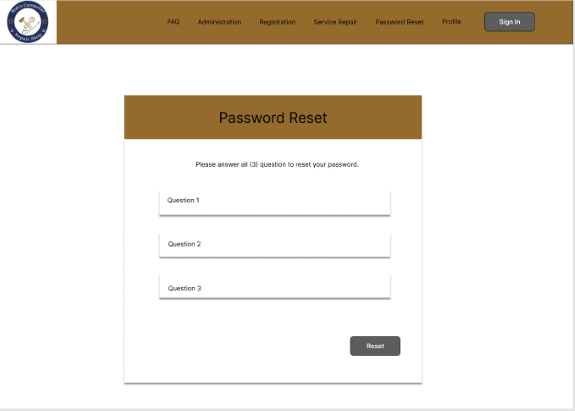 FAQ
Administration
Registration
Service Repair
Password Reset
Profile
Sign In
Password Reset
Please answer all (3) question to reset your password.
Question 1
Question 2
Question 3
Reset